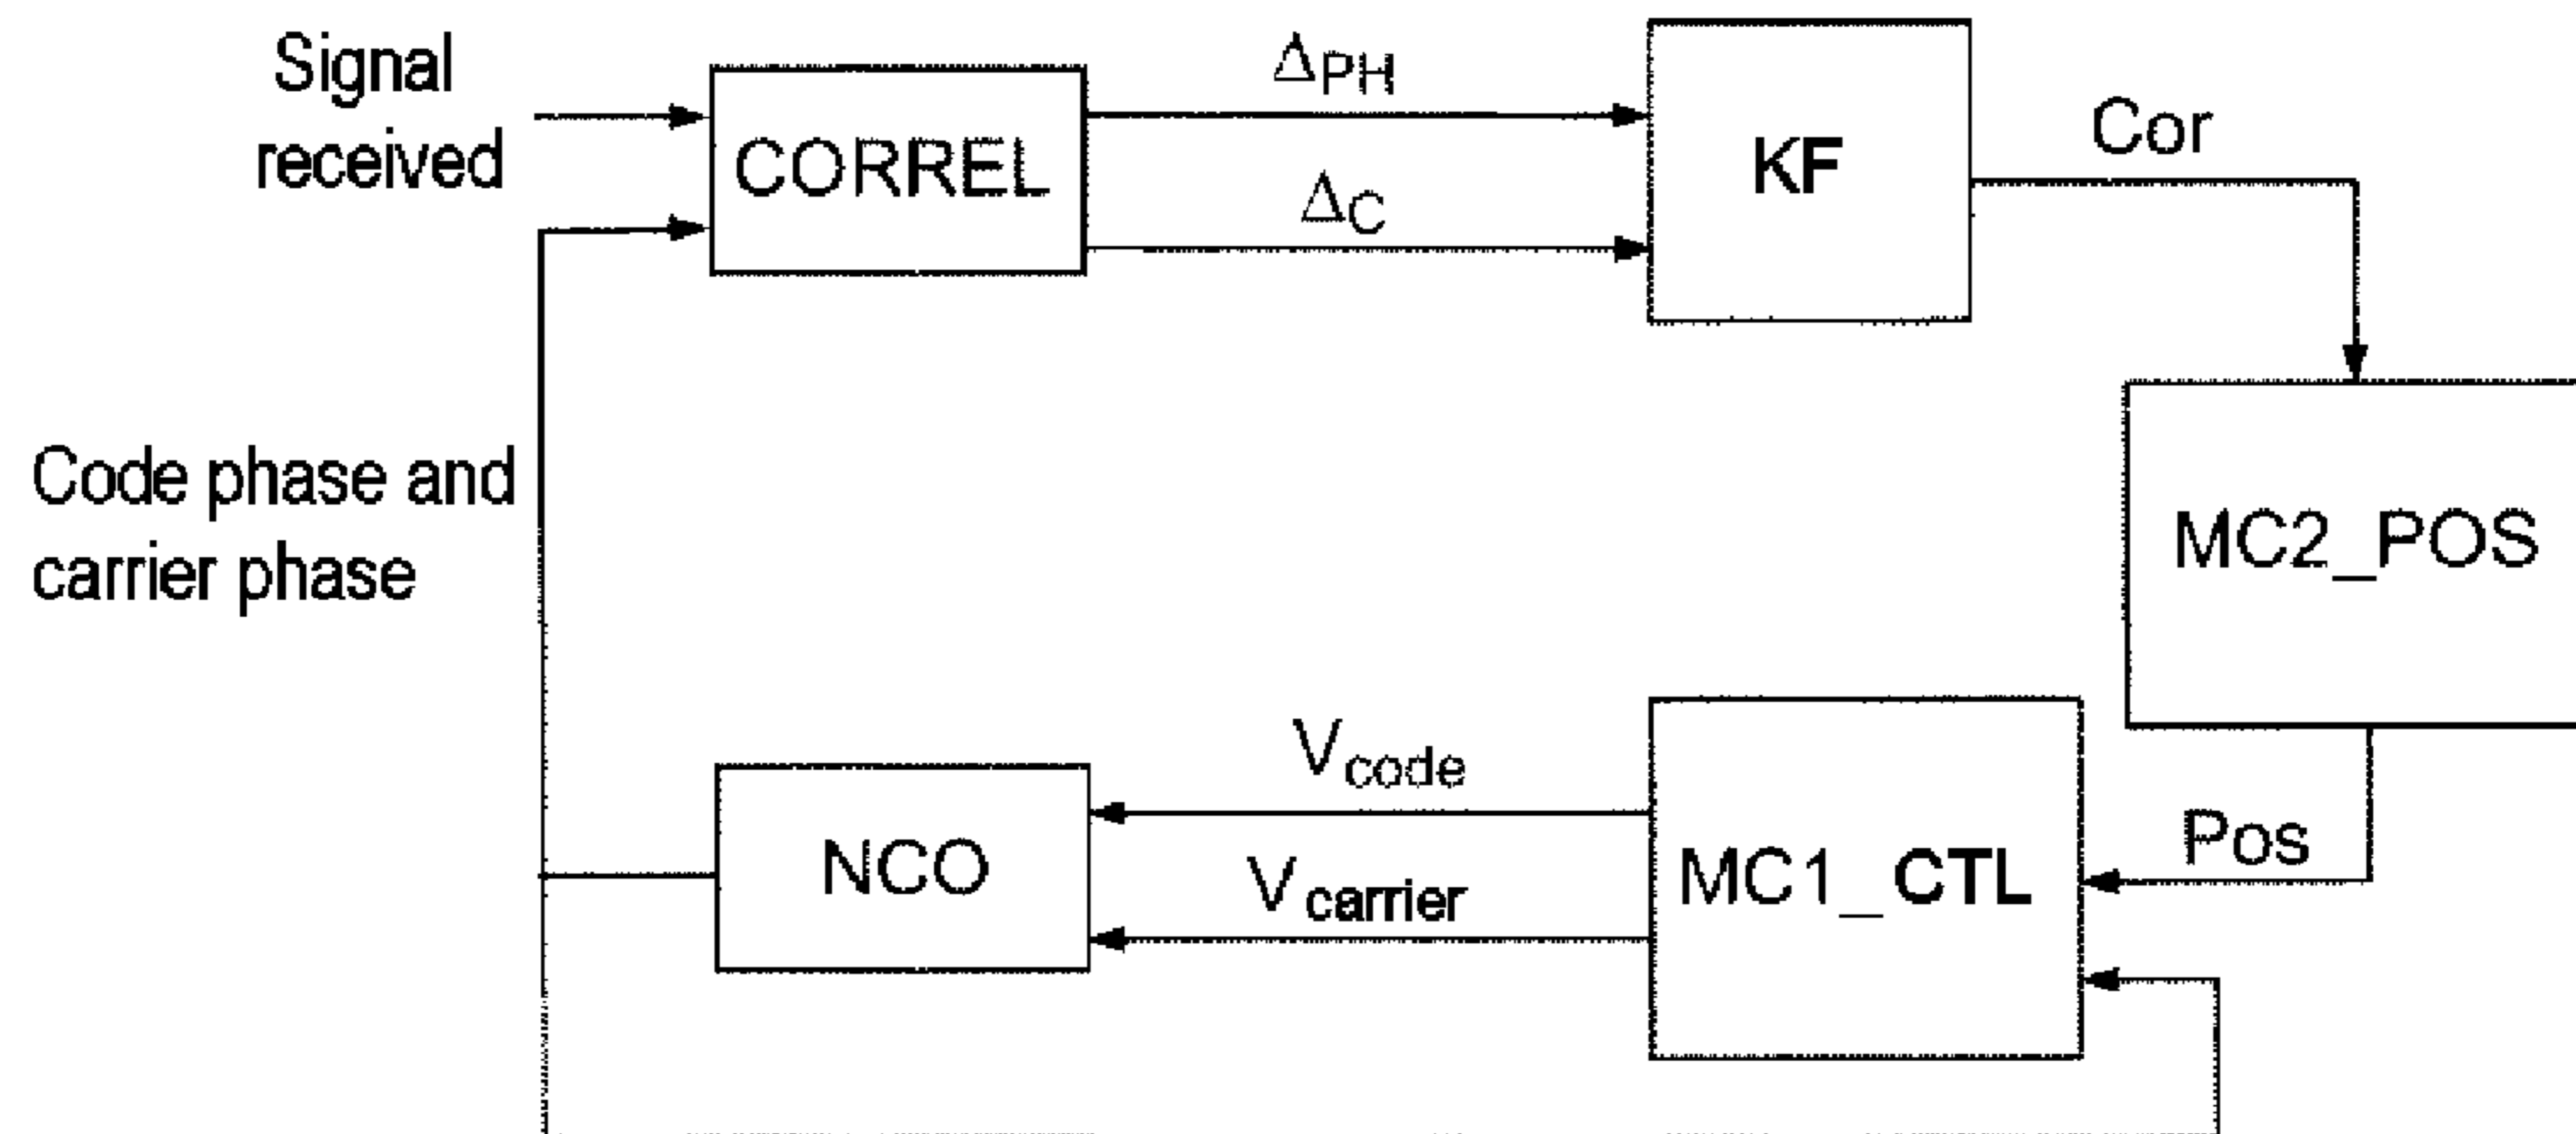 Signal
received
CORREL
ΔPH
ΔC
KF
Cor
Code phase and
carrier phase
MC2_POS
NCO
Vcode
Vcarrier
MC1_CTL
Pos